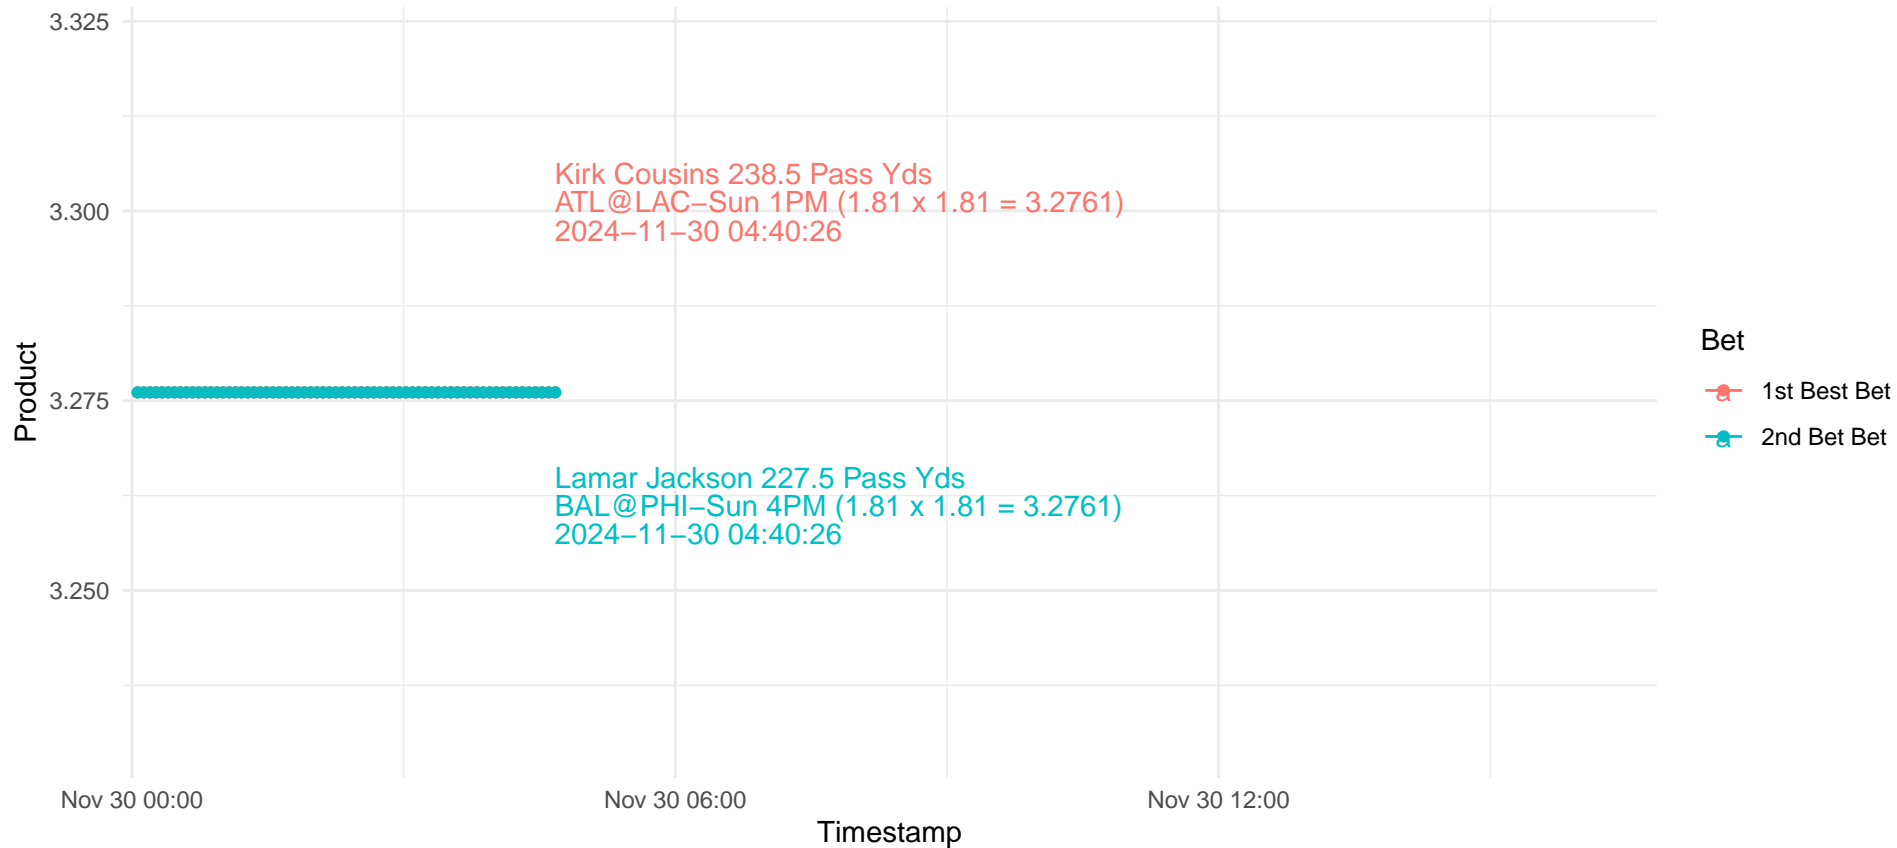 3.325
3.300
3.275
3.250
Product
Kirk Cousins 238.5 Pass Yds
ATL@LAC−Sun 1PM (1.81 x 1.81 = 3.2761)
2024−11−30 04:40:26
Lamar Jackson 227.5 Pass Yds
BAL@PHI−Sun 4PM (1.81 x 1.81 = 3.2761)
2024−11−30 04:40:26
Nov 30 00:00
Nov 30 06:00
Nov 30 12:00
Timestamp
Bet
a 1st Best Bet
a 2nd Bet Bet